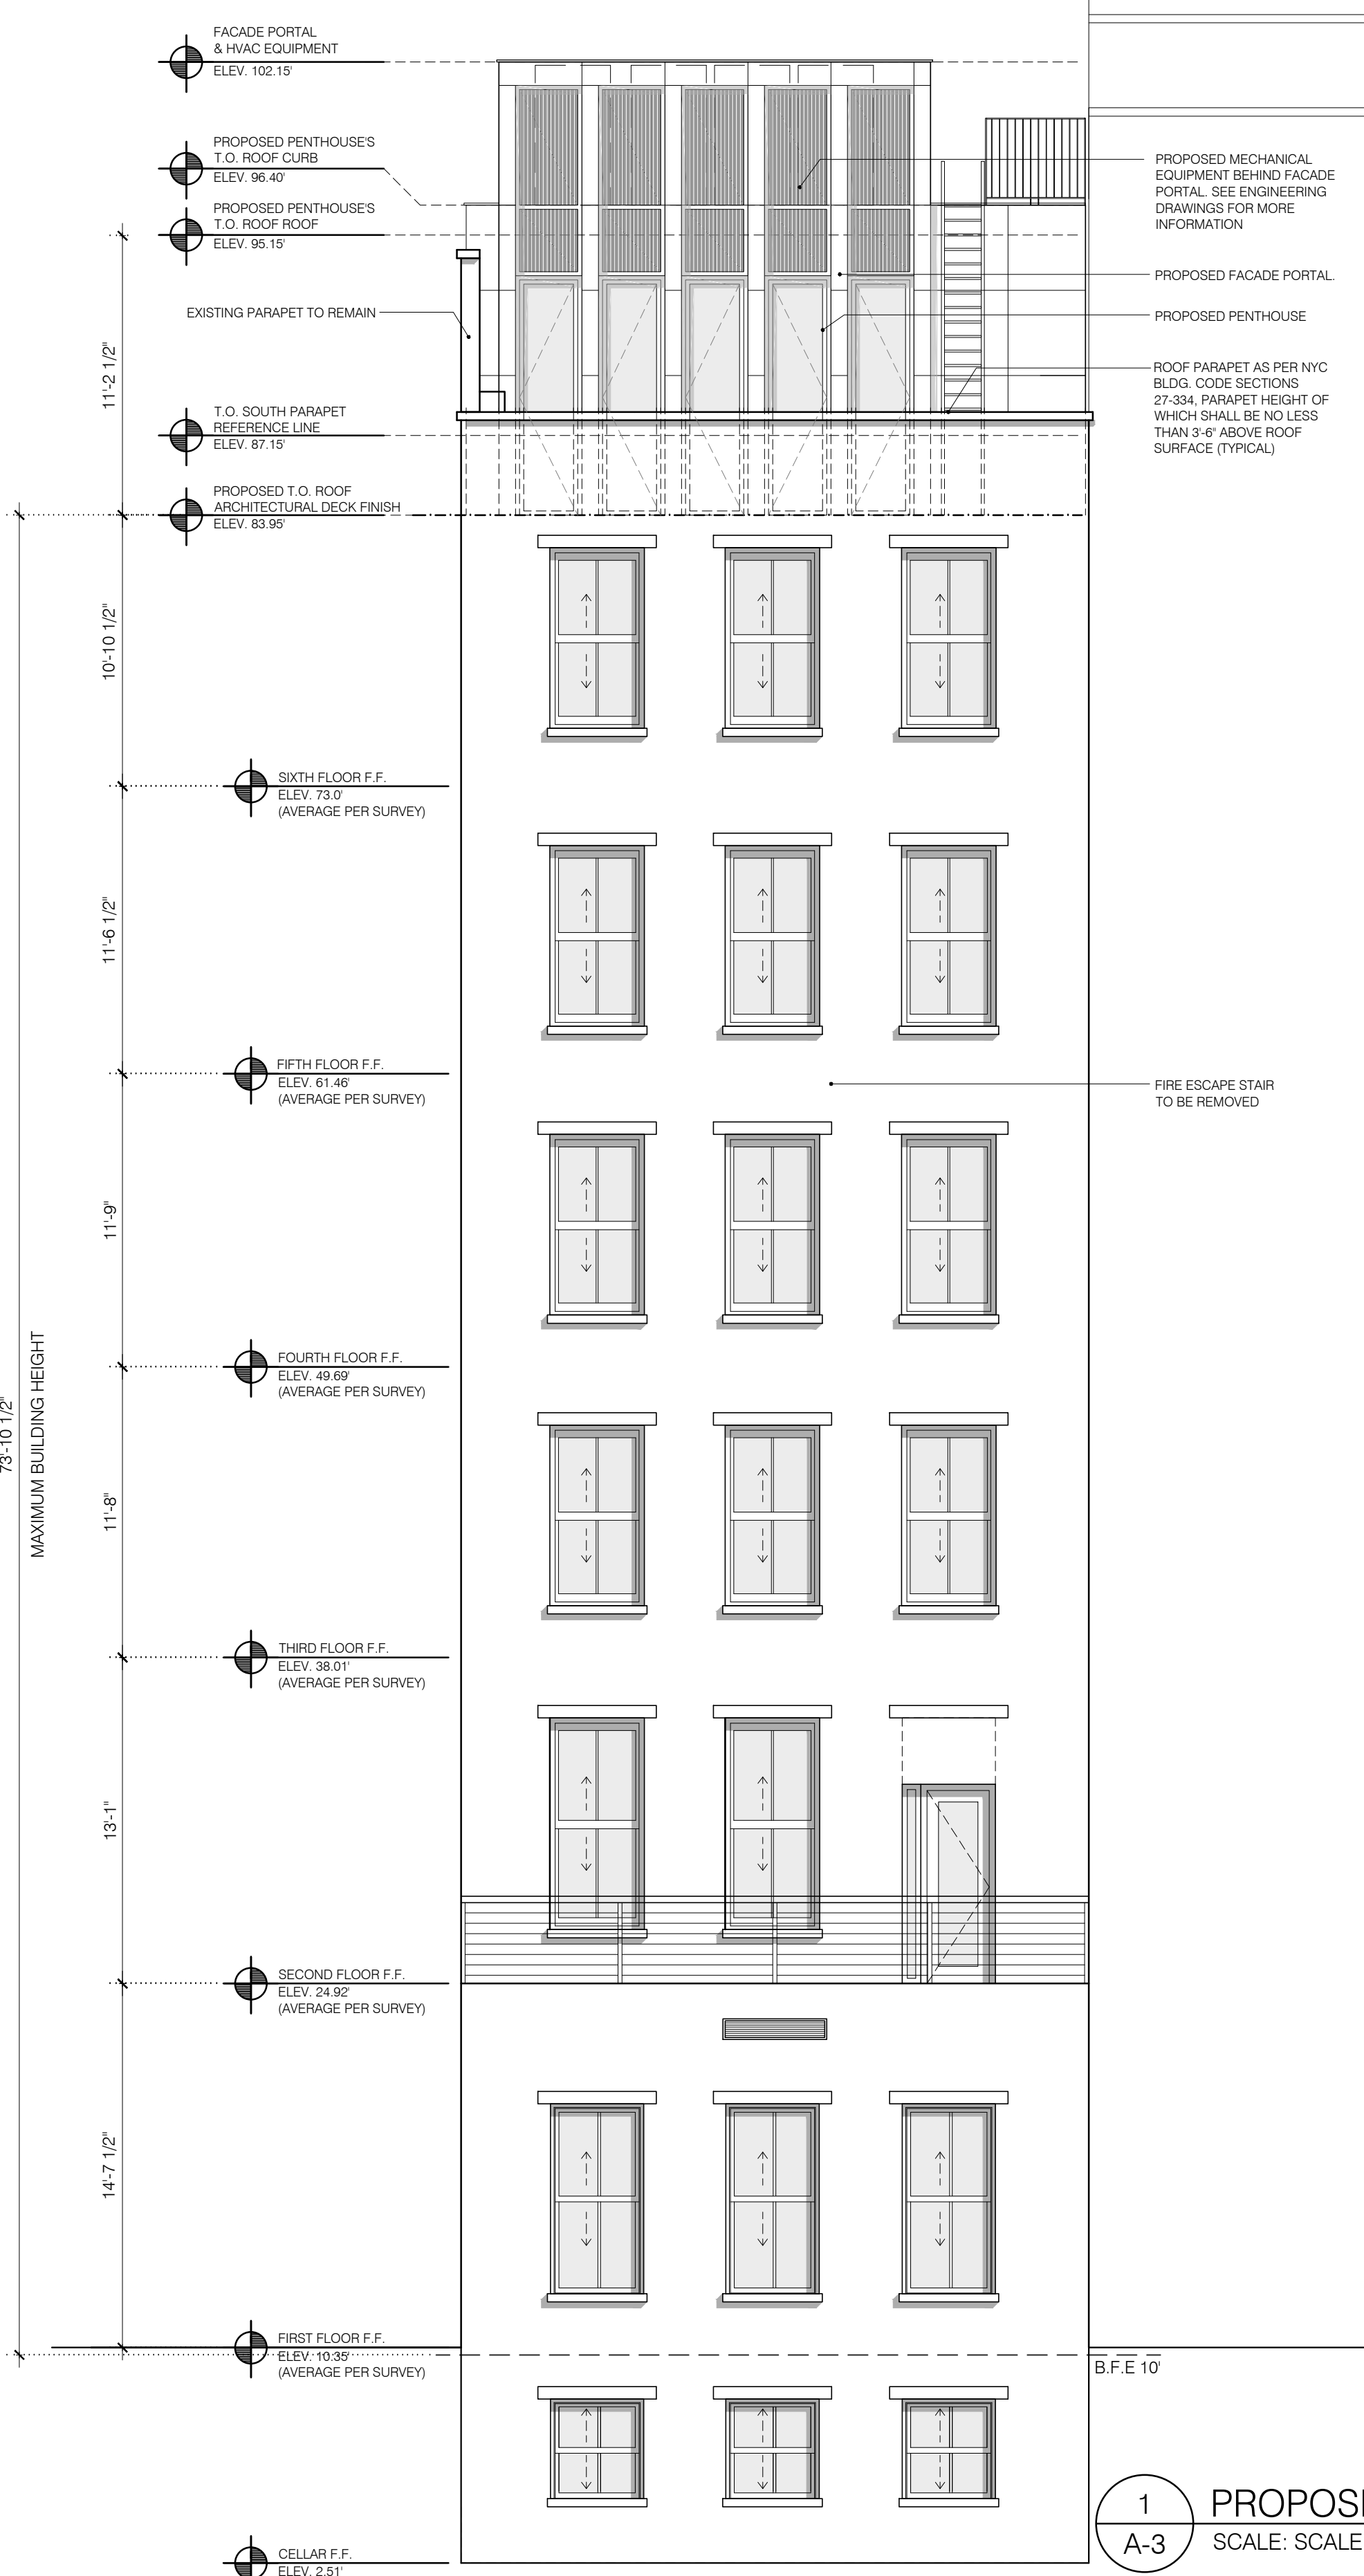 FACADE PORTAL
& HVAC EQUIPMENT
ELEV. 102.15'
PROPOSED PENTHOUSE'S
T.O. ROOF CURB
ELEV. 96.40'
PROPOSED PENTHOUSE'S
T.O. ROOF ROOF
ELEV. 95.15'
EXISTING PARAPET TO REMAIN
11'-2 1/2"
T.O. SOUTH PARAPET
REFERENCE LINE
ELEV. 87.15'
PROPOSED T.O. ROOF
ARCHITECTURAL DECK FINISH
ELEV. 83.95'
PROPOSED MECHANICAL
EQUIPMENT BEHIND FACADE
PORTAL. SEE ENGINEERING
DRAWINGS FOR MORE
INFORMATION
PROPOSED FACADE PORTAL.
PROPOSED PENTHOUSE
ROOF PARAPET AS PER NYC
BLDG. CODE SECTIONS
27-334, PARAPET HEIGHT OF
WHICH SHALL BE NO LESS
THAN 3'-6" ABOVE ROOF
SURFACE (TYPICAL)
10'-10 1/2"
SIXTH FLOOR F.F.
ELEV. 73.0'
(AVERAGE PER SURVEY)
11'-6 1/2"
FIFTH FLOOR F.F.
ELEV. 61.46'
(AVERAGE PER SURVEY)
FIRE ESCAPE STAIR
TO BE REMOVED
11'-9"
FOURTH FLOOR F.F.
ELEV. 49.69'
(AVERAGE PER SURVEY)
73'-10 1/2"
MAXIMUM BUILDING HEIGHT
11'-8"
THIRD FLOOR F.F.
ELEV. 38.01'
(AVERAGE PER SURVEY)
13'-1"
SECOND FLOOR F.F.
ELEV. 24.92'
(AVERAGE PER SURVEY)
14'-7 1/2"
FIRST FLOOR F.F.
ELEV. 10.35'
(AVERAGE PER SURVEY)
B.F.E 10'
CELLAR F.F.
ELEV. 2.51'
1
A-3
PROPOS
SCALE: SCALE